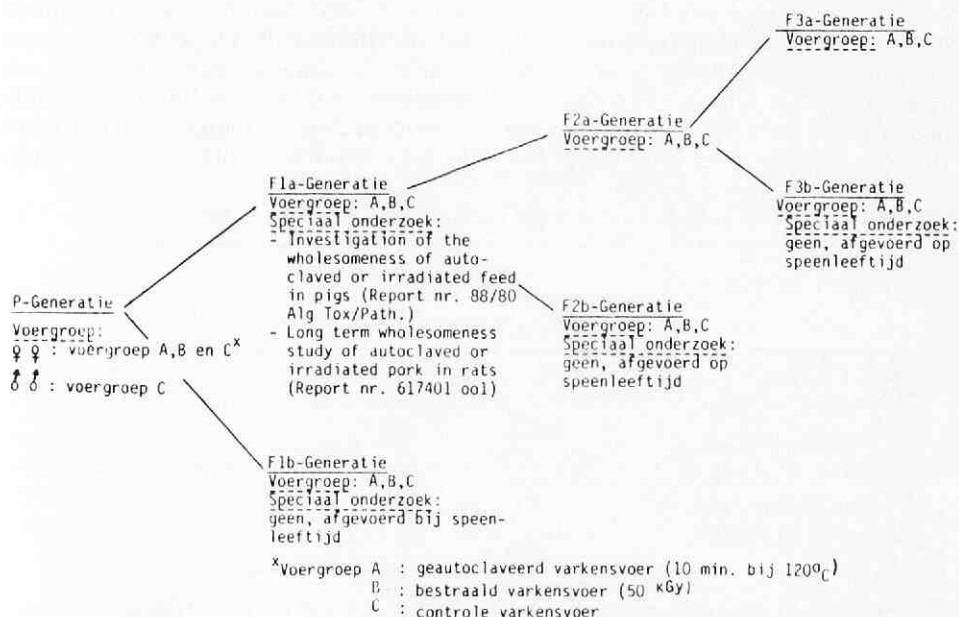 F3a-Generatie
Voergroep: A,B,C
F2a-Generatie
Voergroep: A,B,C
F1a-Generatie
Voergroep: A,B,C
Speciaal onderzoek:
- Investigation of the
wholesomeness of auto-
claved or irradiated feed
in pigs (Report nr. 88/80
Alg Tox/Path.)
- Long term wholesomeness
study of autoclaved or
irradiated pork in rats
(Report nr. 617401 ool)
F3b-Generatie
Voergroep: A,B,C
Speciaal onderzoek:
geen, afgevoerd op
speenleeftijd
P-Generatie
Voergroep:
♀ ♀ : voergroep A,B en Cˣ
♂ ♂ : voergroep C
F2b-Generatie
Voergroep: A,B,C
Speciaal onderzoek:
geen, afgevoerd op
speenleeftijd
F1b-Generatie
Voergroep: A,B,C
Speciaal onderzoek:
geen, afgevoerd bij speen-
leeftijd
ˣVoergroep A : geautoclaveerd varkensvoer (10 min. bij 120ºC)
B : bestraald varkensvoer (50 KGy)
C : controle varkensvoer